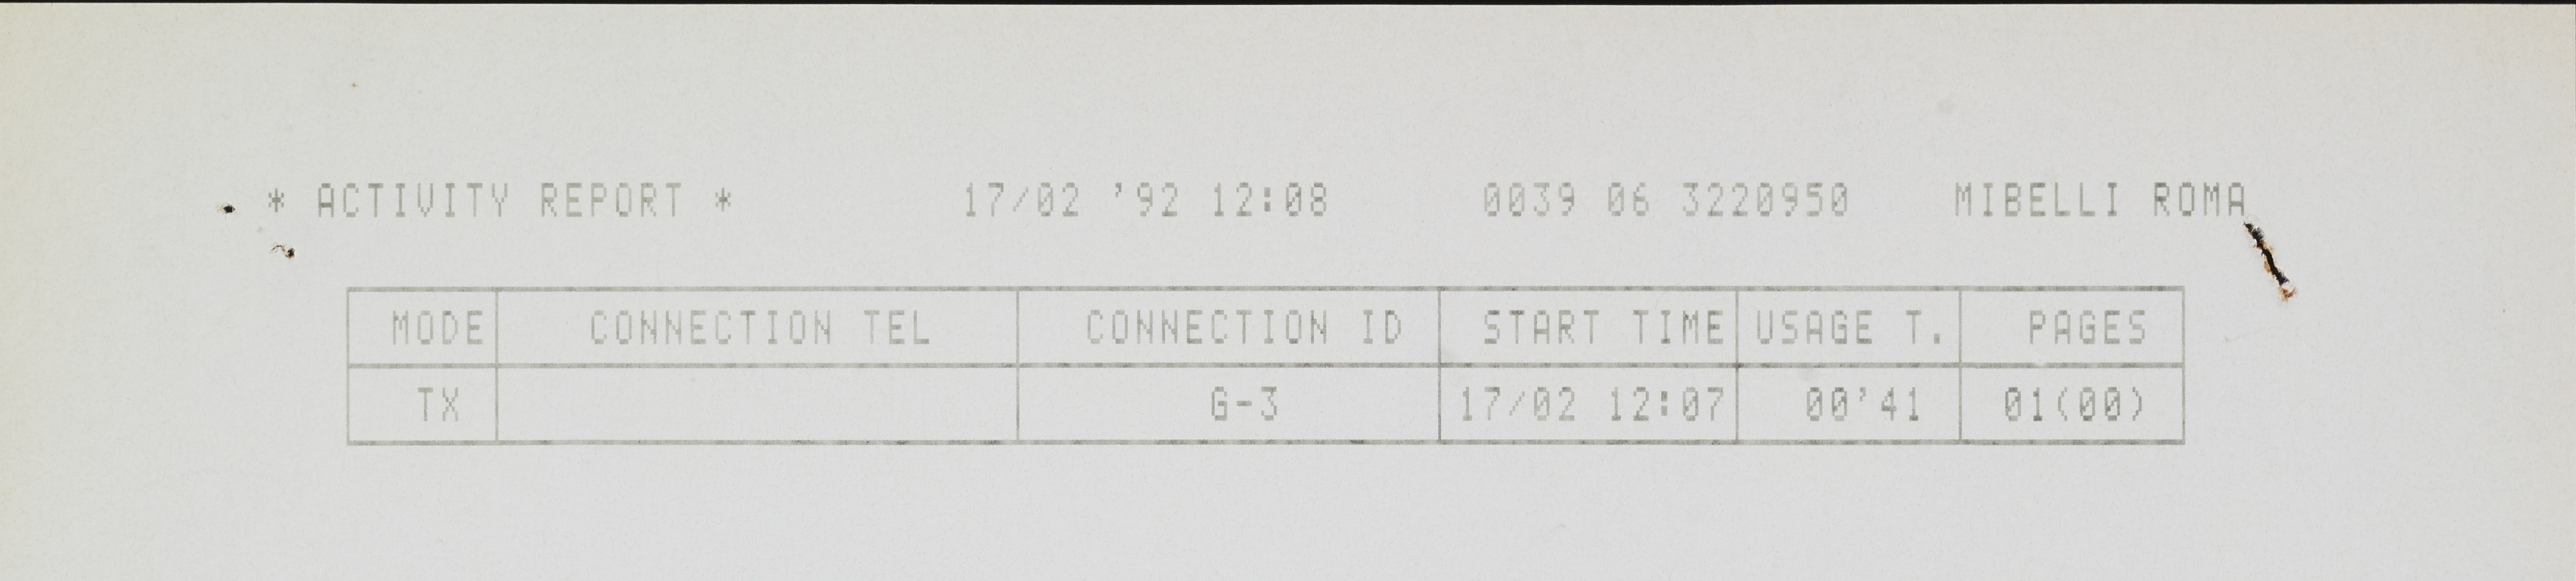 * ACTIVITY REPORT * 17/02 '92 12:08 0039 06 3220950 MIBELLI ROMA
MODE CONNECTION TEL CONNECTION ID START TIME USAGE T. PAGES
TX G-3 17/02 12:07 00'41 01(00)